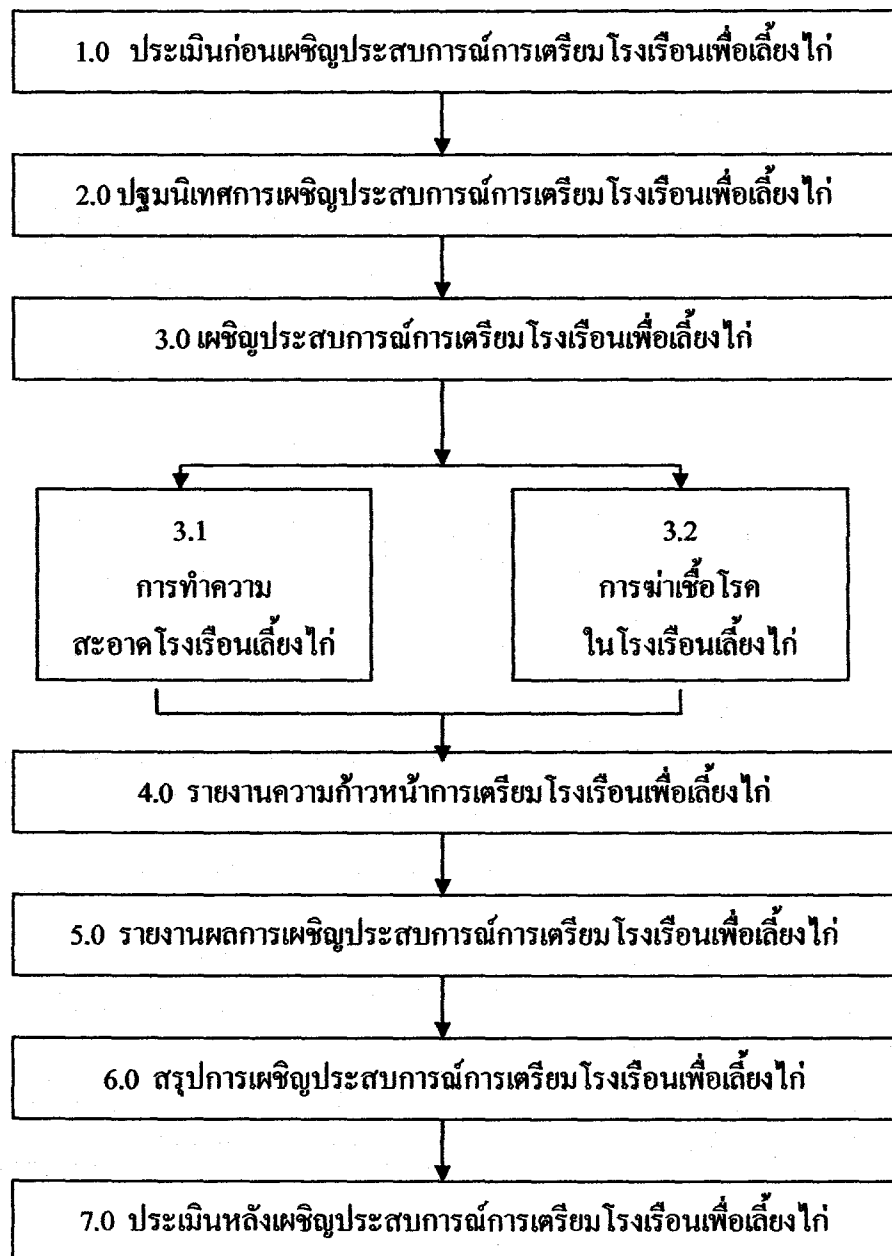 1.0 ประเมินก่อนเผชิญประสบการณ์การเตรียมโรงเรือนเพื่อเลี้ยงไก่
2.0 ปฐมนิเทศการเผชิญประสบการณ์การเตรียมโรงเรือนเพื่อเลี้ยงไก่
3.0 เผชิญประสบการณ์การเตรียมโรงเรือนเพื่อเลี้ยงไก่
3.1
การทำความ
สะอาดโรงเรือนเลี้ยงไก่
3.2
การฆ่าเชื้อโรค
ในโรงเรือนเลี้ยงไก่
4.0 รายงานความก้าวหน้าการเตรียมโรงเรือนเพื่อเลี้ยงไก่
5.0 รายงานผลการเผชิญประสบการณ์การเตรียมโรงเรือนเพื่อเลี้ยงไก่
6.0 สรุปการเผชิญประสบการณ์การเตรียมโรงเรือนเพื่อเลี้ยงไก่
7.0 ประเมินหลังเผชิญประสบการณ์การเตรียมโรงเรือนเพื่อเลี้ยงไก่